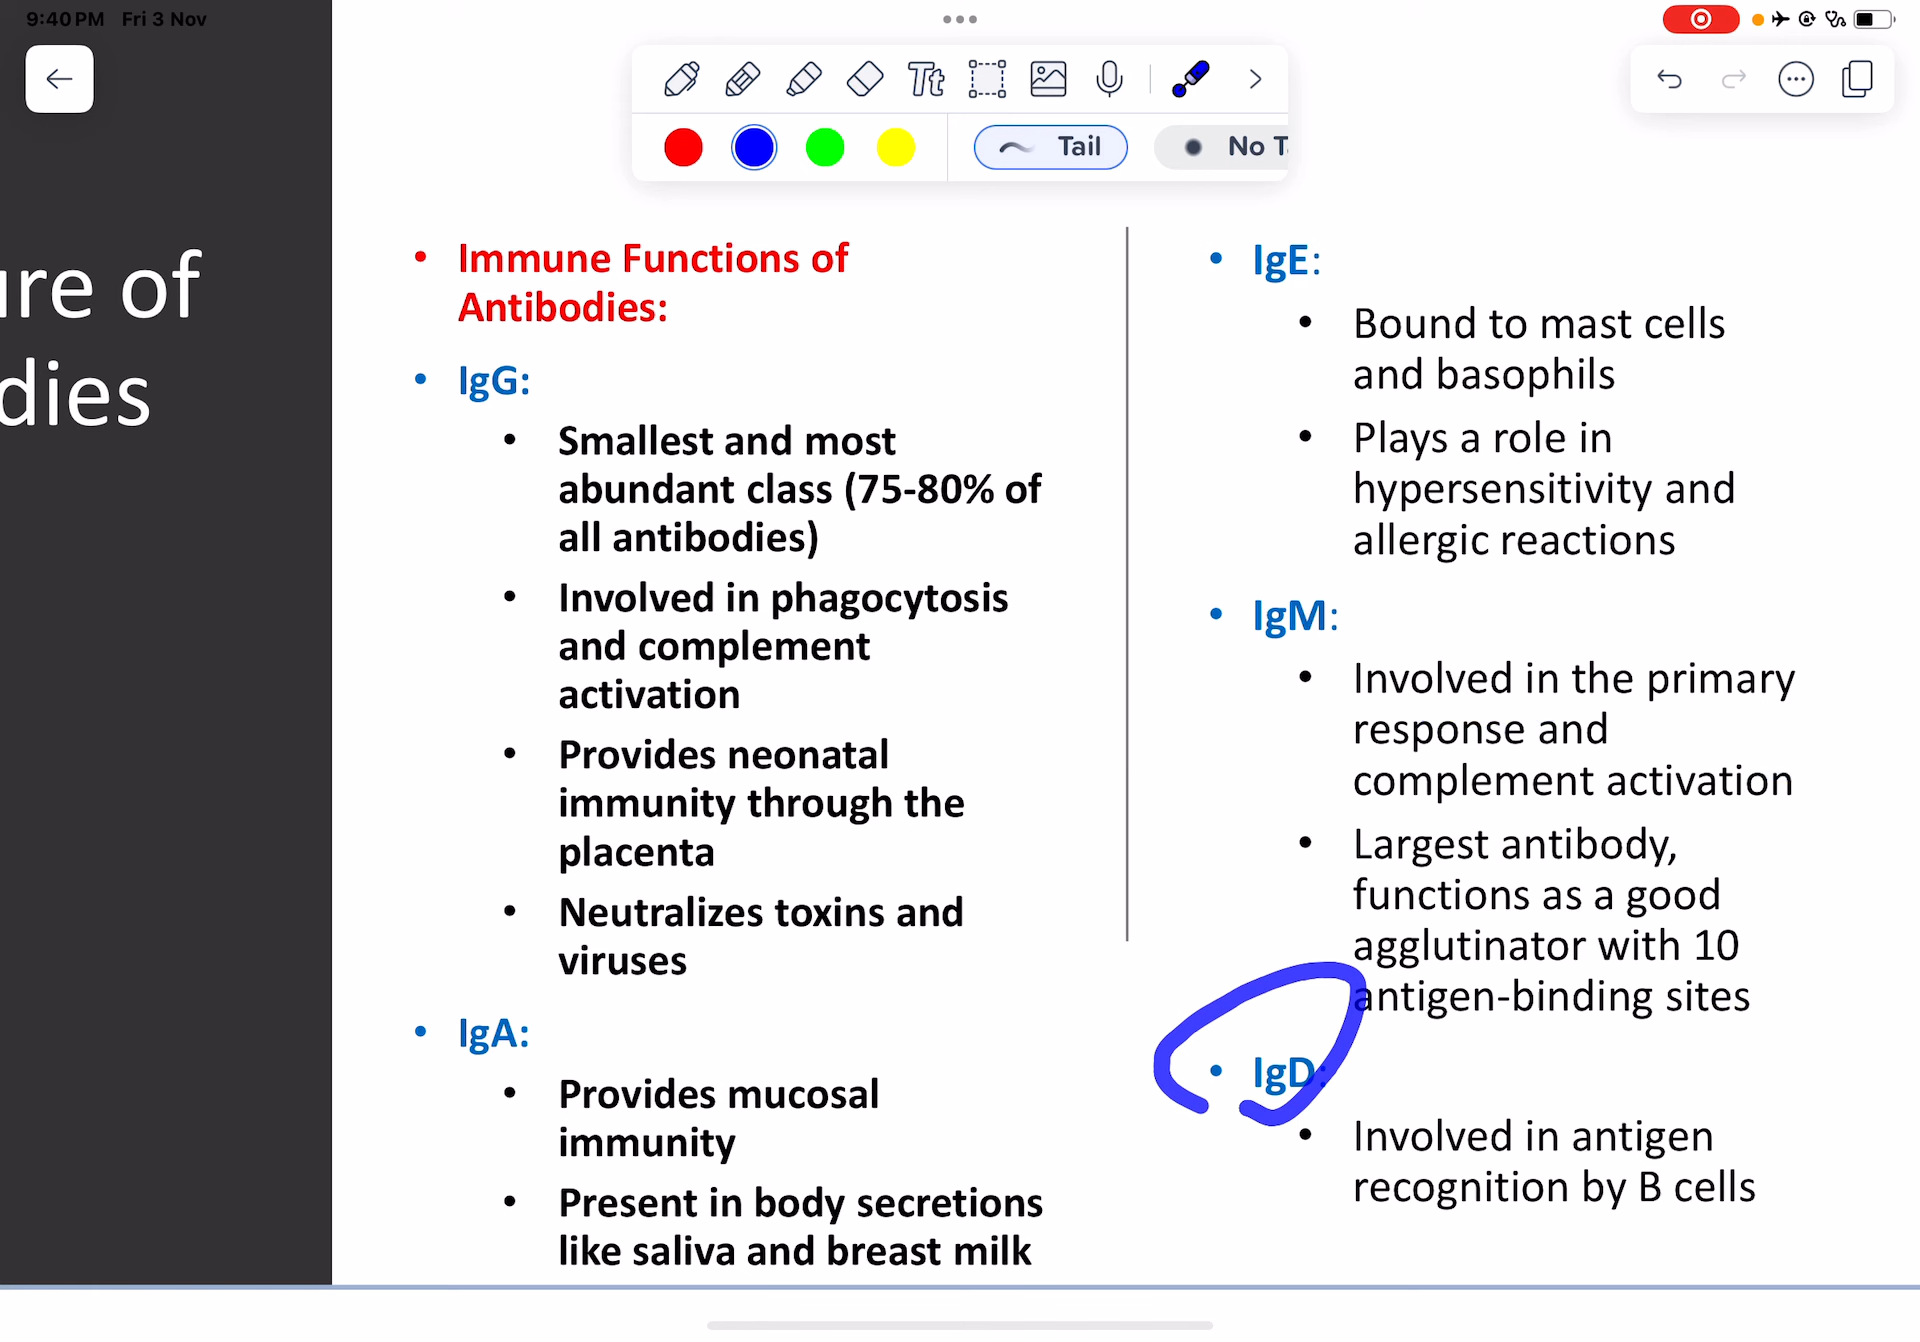 9:40 PM Fri 3 Nov
Tt
Tail
No T
ure of
dies
• Immune Functions of
Antibodies:
• IgG:
• Smallest and most
abundant class (75-80% of
all antibodies)
• Involved in phagocytosis
and complement
activation
• Provides neonatal
immunity through the
placenta
• Neutralizes toxins and
viruses
• IgA:
• Provides mucosal
immunity
• Present in body secretions
like saliva and breast milk
• IgE:
• Bound to mast cells
and basophils
• Plays a role in
hypersensitivity and
allergic reactions
• IgM:
• Involved in the primary
response and
complement activation
• Largest antibody,
functions as a good
agglutinator with 10
antigen-binding sites
• IgD:
• Involved in antigen
recognition by B cells